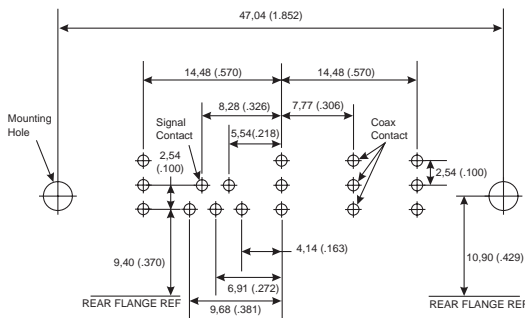 47,04 (1.852)
14,48 (.570)
14,48 (.570)
Mounting
Hole
Signal
Contact
8,28 (.326)
7,77 (.306)
Coax
Contact
5,54(.218)
2,54
(.100)
2,54
(.100)
9,40 (.370)
4,14 (.163)
10,90 (.429)
6,91 (.272)
REAR FLANGE REF
REAR FLANGE REF
9,68 (.381)